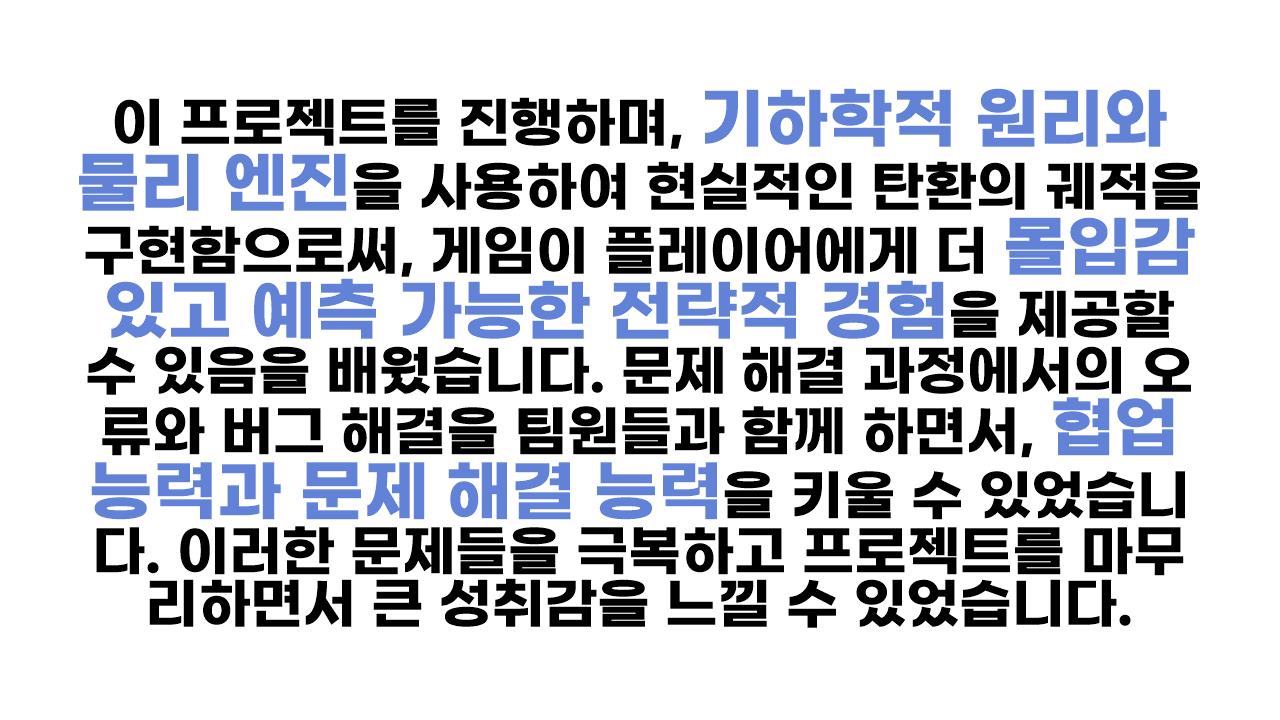 이 프로젝트를 진행하며, 기하학적 원리와
물리 엔진을 사용하여 현실적인 탄환의 궤적을
구현함으로써, 게임이 플레이어에게 더 몰입감
있고 예측 가능한 전략적 경험을 제공할
수 있음을 배웠습니다. 문제 해결 과정에서의 오
류와 버그 해결을 팀원들과 함께 하면서, 협업
능력과 문제 해결 능력을 키울 수 있었습니
다. 이러한 문제들을 극복하고 프로젝트를 마무
리하면서 큰 성취감을 느낄 수 있었습니다.